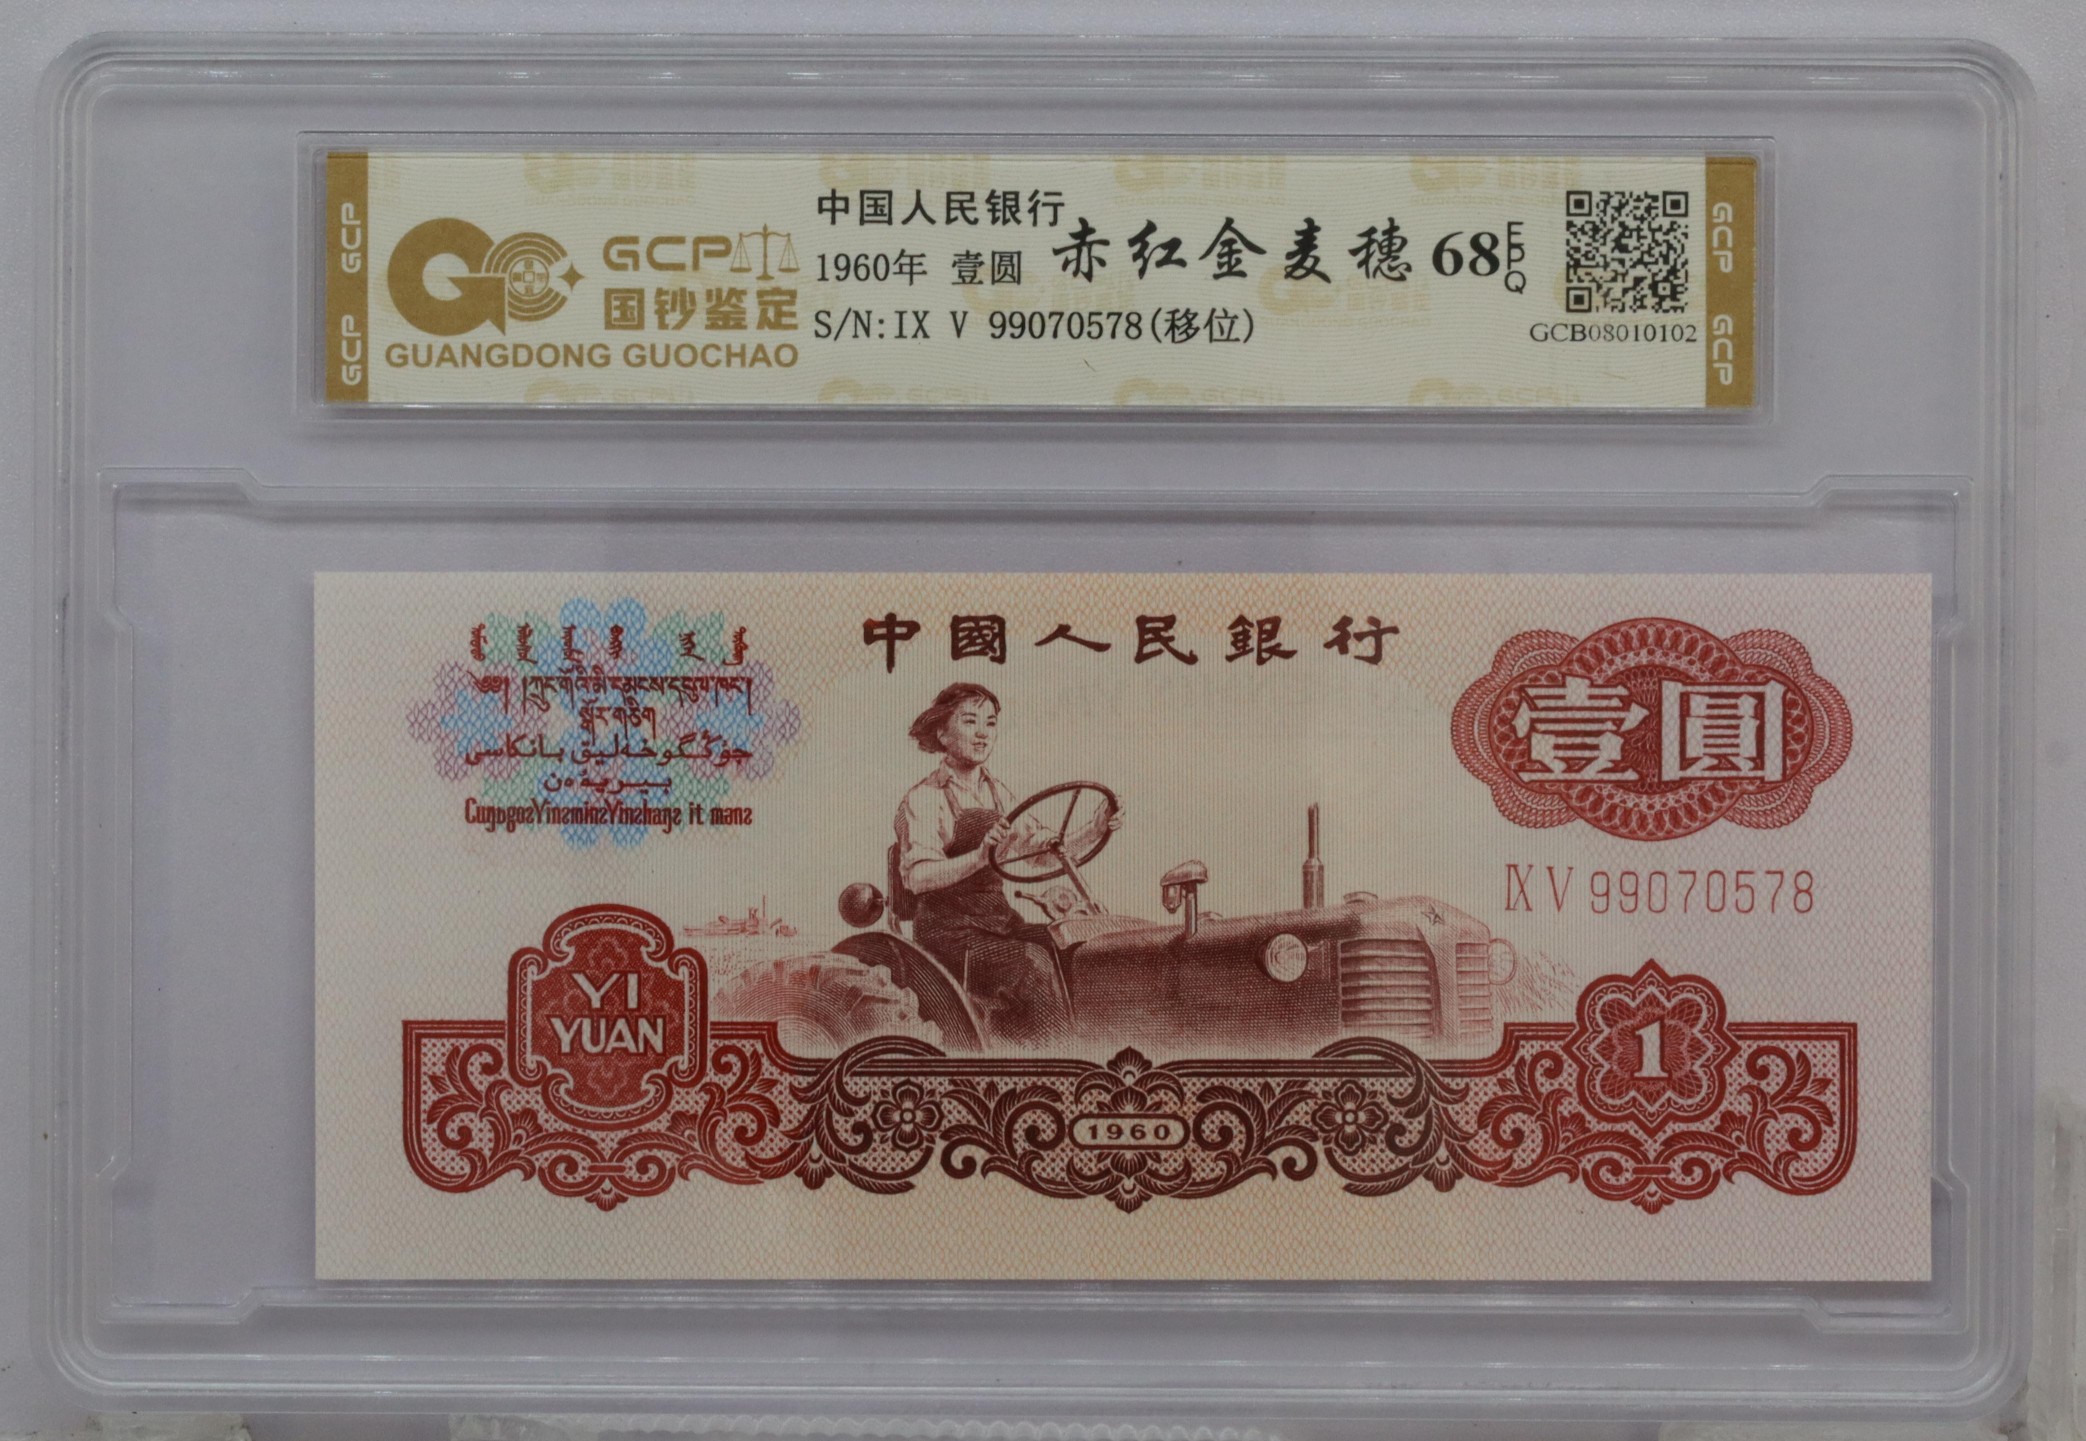 GCP GCP
GCP
国钞鉴定
GUANGDONG GUOCHAO
中国人民银行
1960年 壹圆
赤红金麦穗 68 EPQ
S/N:IX V 99070578(移位)
GCB08010102
GCP GCP
中國人民銀行
壹圓
IX V 99070578
YI
YUAN
1960
1